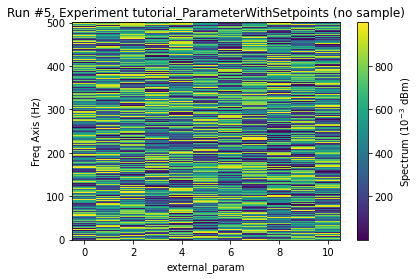 Run #5, Experiment tutorial_ParameterWithSetpoints (no sample)
500
400
300
200
100
0
Freq Axis (Hz)
0 2 4 6 8 10
external_param
800
600
400
200
Spectrum (10⁻³ dBm)